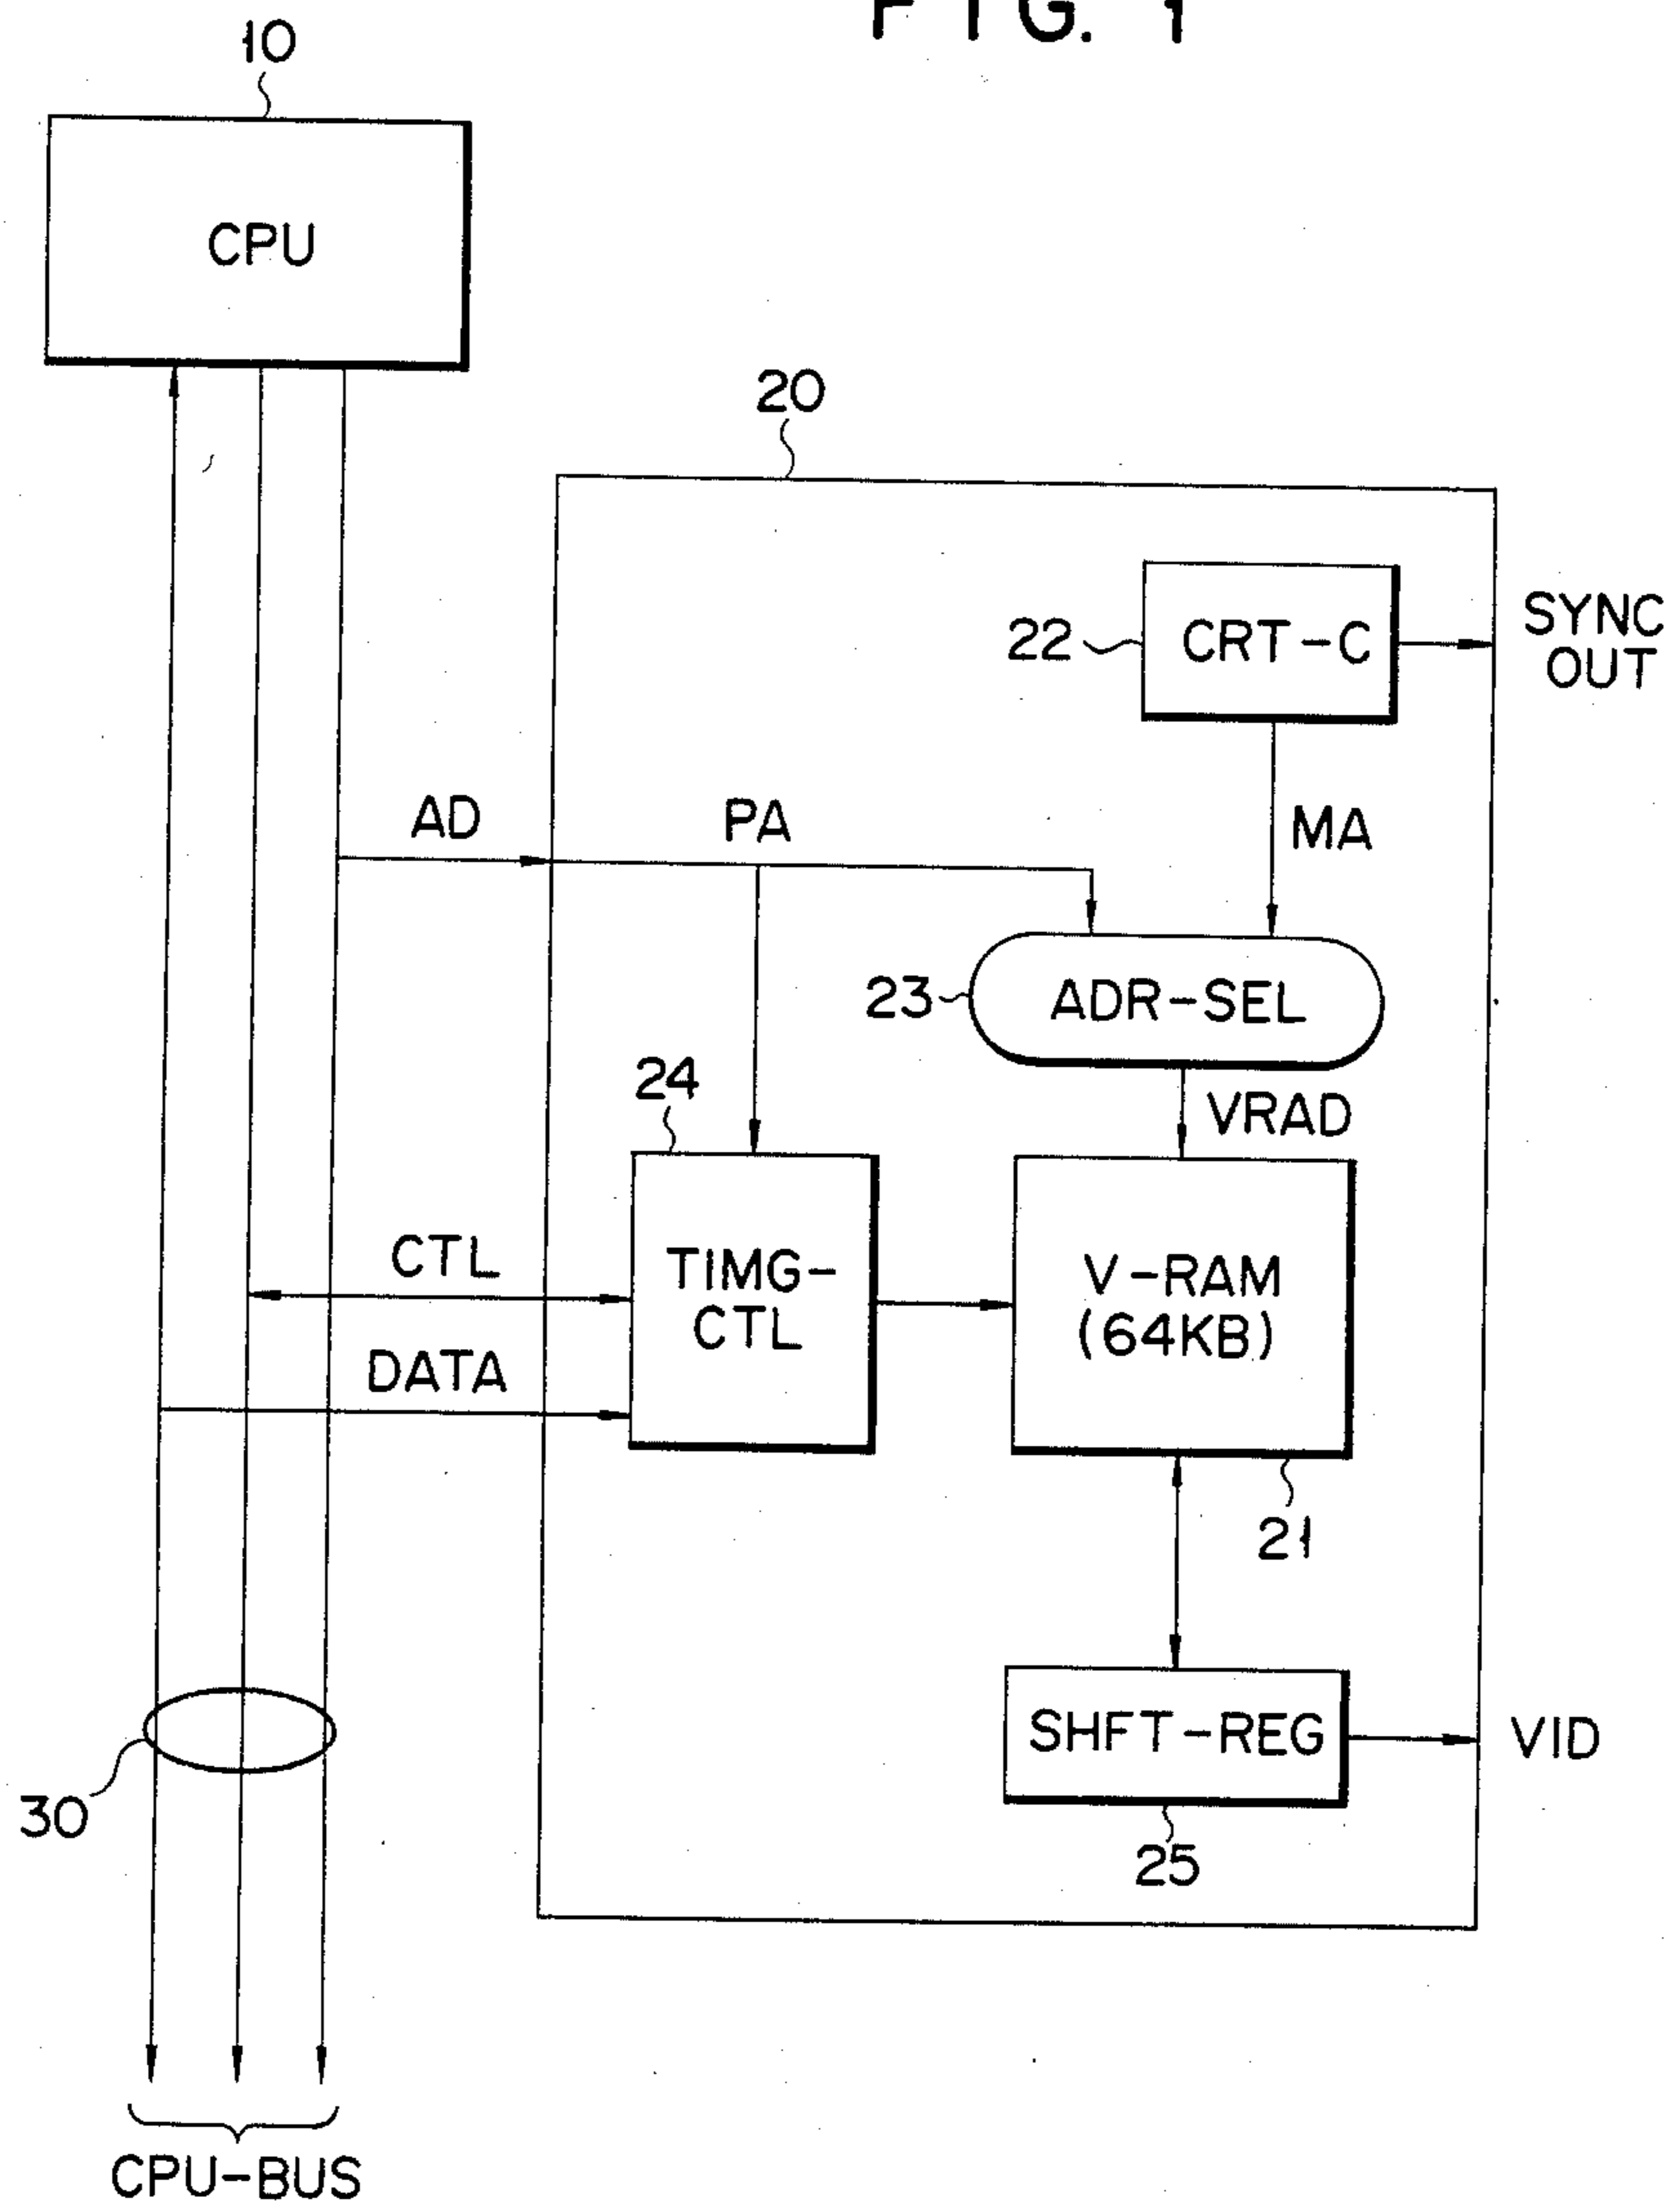 FIG. 1
10
CPU
20
22
CRT-C
SYNC
OUT
AD
PA
MA
23
ADR-SEL
24
VRAD
CTL
TIMG-
CTL
V-RAM
(64KB)
DATA
21
SHFT-REG
VID
30
25
CPU-BUS